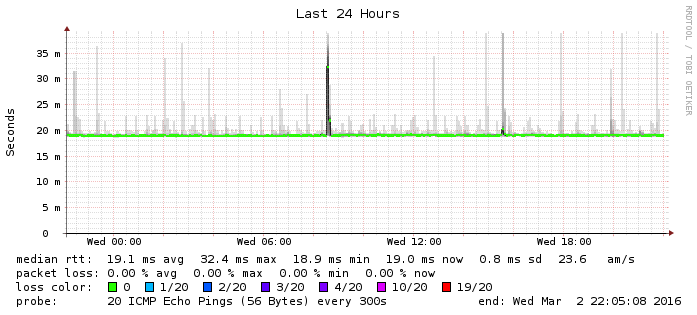 Last 24 Hours
RRDTOOL / TOBI OETIKER
Seconds
35 m
30 m
25 m
20 m
15 m
10 m
5 m
0
Wed 00:00 Wed 06:00 Wed 12:00 Wed 18:00
median rtt: 19.1 ms avg 32.4 ms max 18.9 ms min 19.0 ms now 0.8 ms sd 23.6 am/s
packet loss: 0.00 % avg 0.00 % max 0.00 % min 0.00 % now
loss color: 0 1/20 2/20 3/20 4/20 10/20 19/20
probe: 20 ICMP Echo Pings (56 Bytes) every 300s end: Wed Mar 2 22:05:08 2016